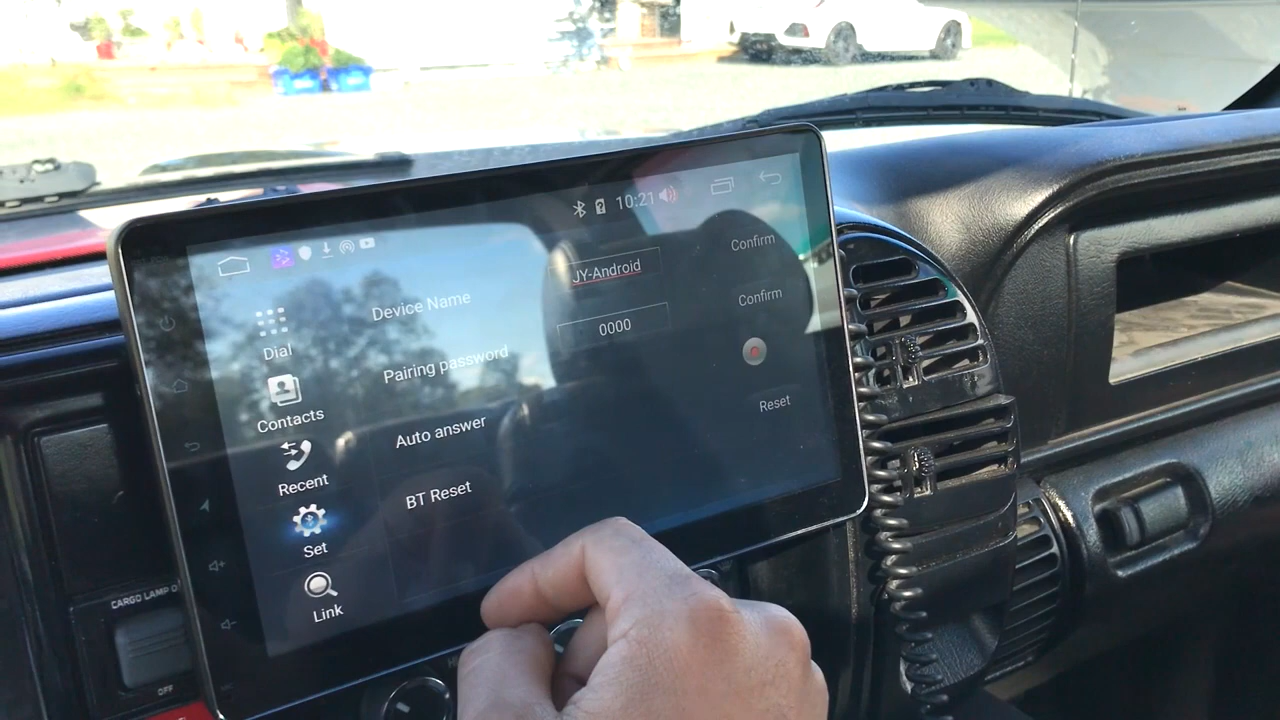 10:21
Dial
Contacts
Recent
Set
Link
Device Name
JY-Android
Confirm
Pairing password
0000
Confirm
Auto answer
BT Reset
Reset
CARGO LAMP
OFF